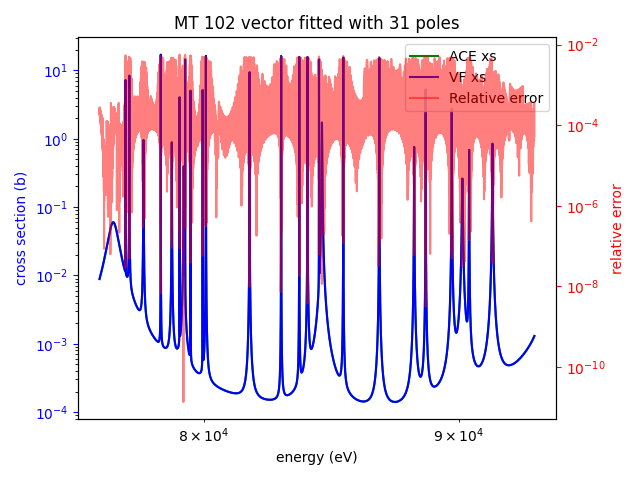 MT 102 vector fitted with 31 poles
ACE xs
VF xs
Relative error
10¹
10⁰
10⁻¹
10⁻²
10⁻³
10⁻⁴
cross section (b)
10⁻²
10⁻⁴
10⁻⁶
10⁻⁸
10⁻¹⁰
relative error
8 × 10⁴
9 × 10⁴
energy (eV)